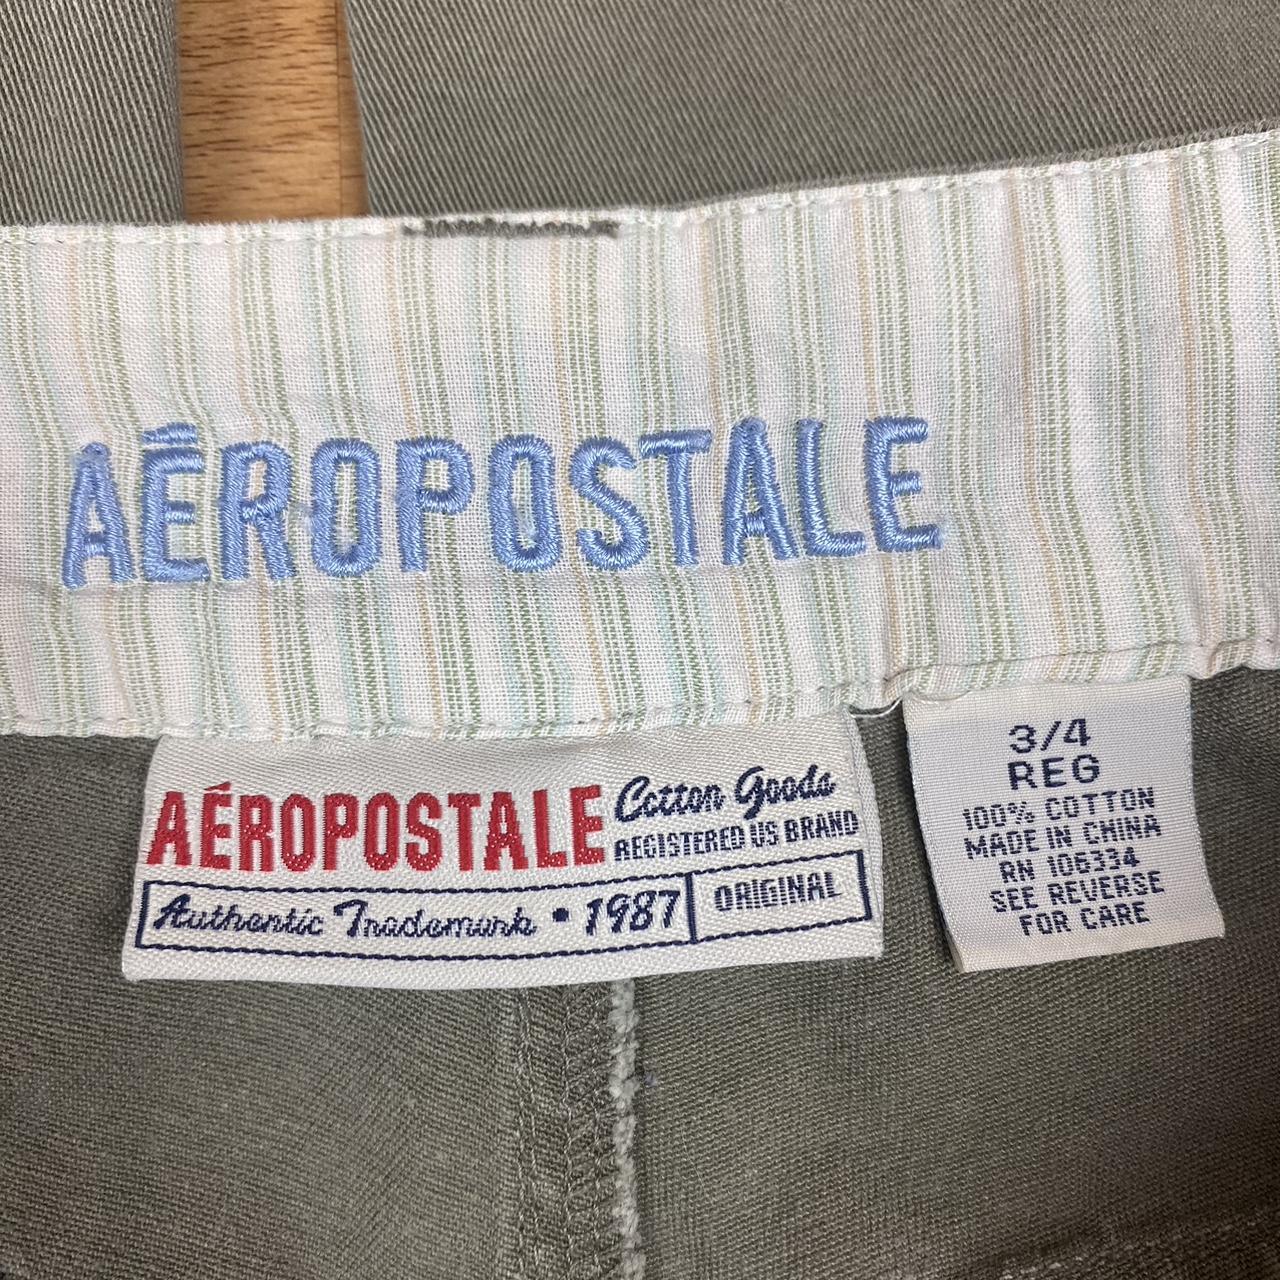 AÉROPOSTALE
AÉROPOSTALE Cotton Goods
REGISTERED US BRAND
Authentic Trademark • 1987 ORIGINAL
3/4
REG
100% COTTON
MADE IN CHINA
RN 106334
SEE REVERSE
FOR CARE